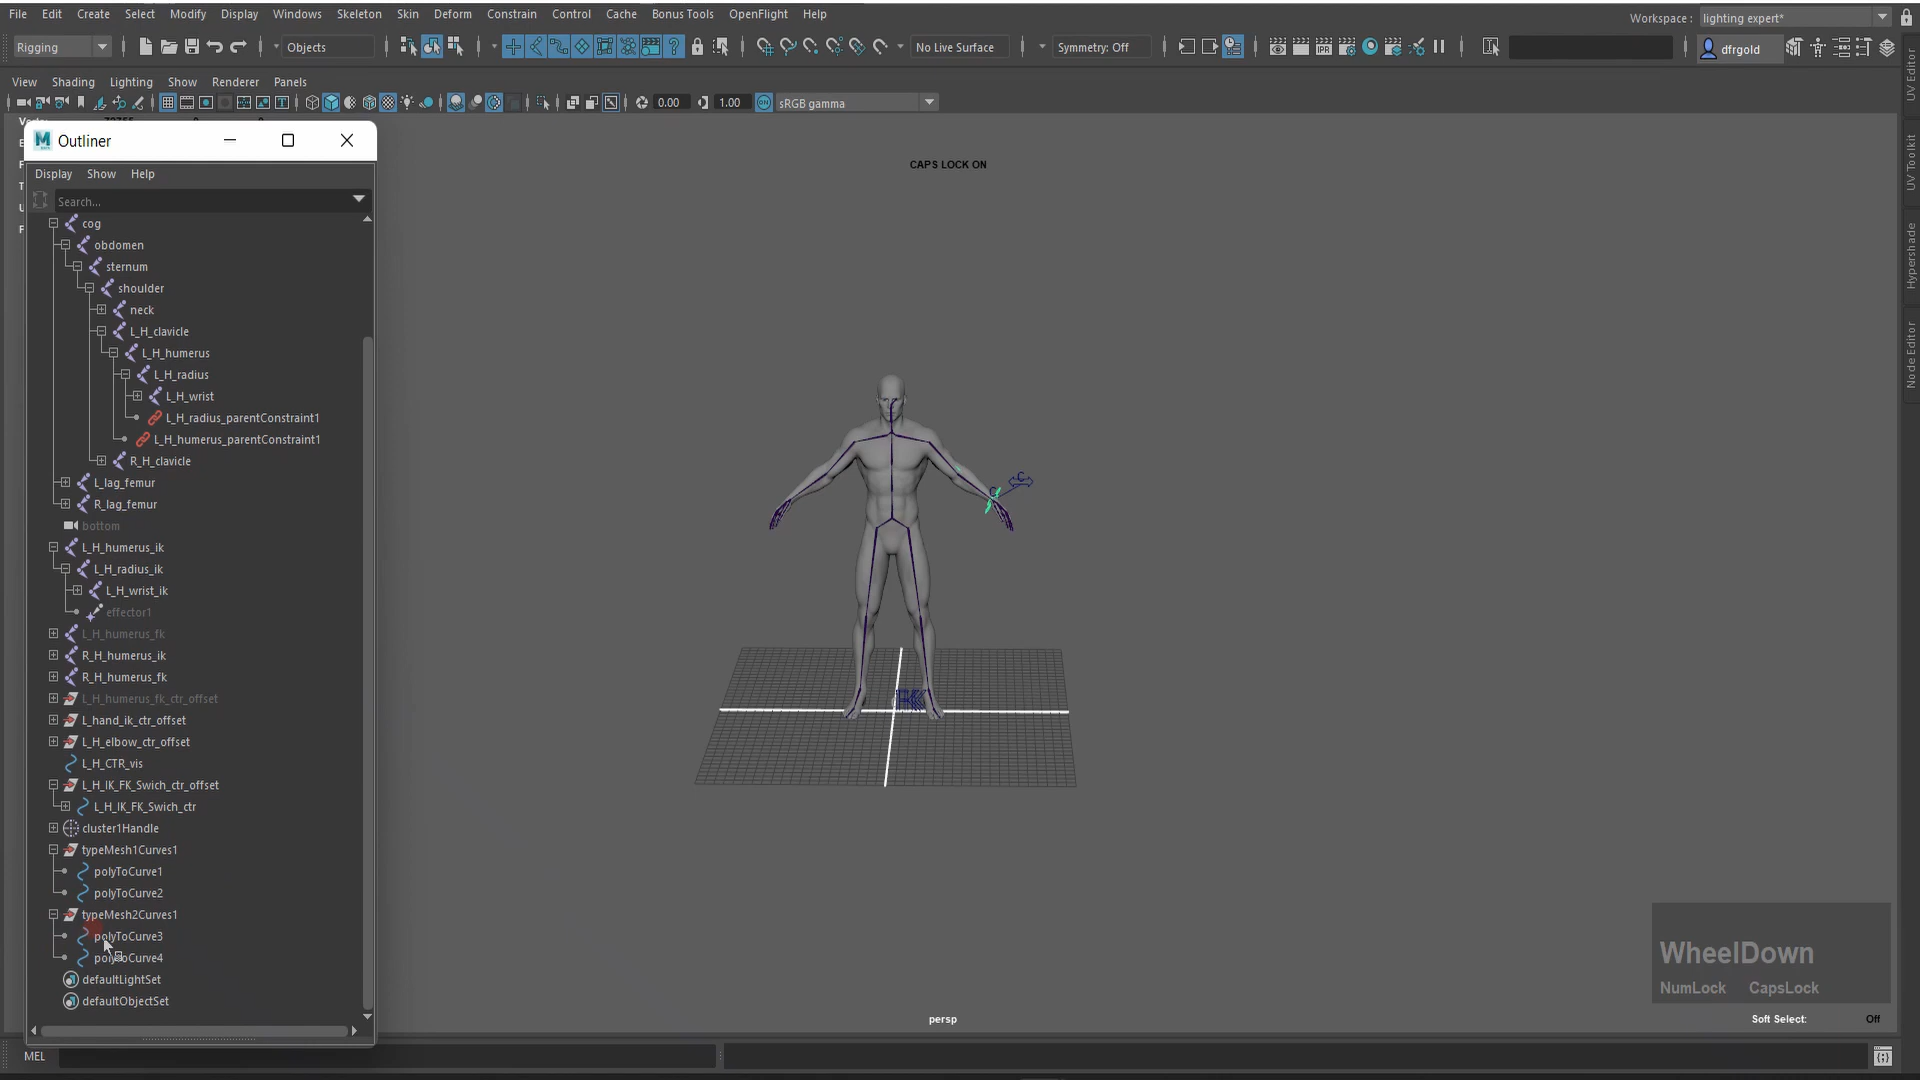 File Edit Create Select Modify Display Windows Skeleton Skin Deform Constrain Control Cache Bonus Tools OpenFlight Help
Workspace : lighting expert*
Rigging Objects No Live Surface Symmetry: Off dfrgold
View Shading Lighting Show Renderer Panels
0.00 1.00 sRGB gamma
Outliner
Display Show Help
Search...
cog
obdomen
sternum
shoulder
neck
L_H_clavicle
L_H_humerus
L_H_radius
L_H_wrist
L_H_radius_parentConstraint1
L_H_humerus_parentConstraint1
R_H_clavicle
L_lag_femur
R_lag_femur
bottom
L_H_humerus_ik
L_H_radius_ik
L_H_wrist_ik
effector1
L_H_humerus_fk
R_H_humerus_ik
R_H_humerus_fk
L_H_humerus_fk_ctr_offset
L_hand_ik_ctr_offset
L_H_elbow_ctr_offset
L_H_CTR_vis
L_H_IK_FK_Swich_ctr_offset
L_H_IK_FK_Swich_ctr
cluster1Handle
typeMesh1Curves1
polyToCurve1
polyToCurve2
typeMesh2Curves1
polyToCurve3
polyToCurve4
defaultLightSet
defaultObjectSet
CAPS LOCK ON
persp
WheelDown
NumLock CapsLock
Soft Select: Off
MEL
UV Editor
UV Toolkit
Hypershade
Node Editor